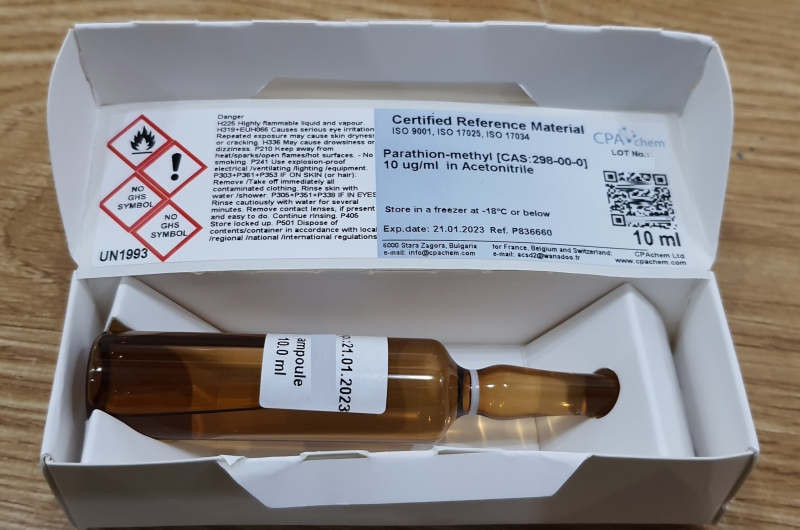 Danger
H225 Highly flammable liquid and vapour.
H319+EUH066 Causes serious eye irritation
Repeated exposure may cause skin dryness
or cracking. H336 May cause drowsiness or
dizziness. P210 Keep away from
heat/sparks/open flames/hot surfaces. - No
smoking. P241 Use explosion-proof
electrical /ventilating /lighting /equipment.
P303+P361+P353 IF ON SKIN (or hair):
Remove /Take off immediately all
contaminated clothing. Rinse skin with
water /shower. P305+P351+P338 IF IN EYES
Rinse cautiously with water for several
minutes. Remove contact lenses, if present
and easy to do. Continue rinsing. P405
Store locked up. P501 Dispose of
contents/container in accordance with local
/regional /national /international regulations
NO
GHS
SYMBOL
NO
GHS
SYMBOL
UN1993
Certified Reference Material
ISO 9001, ISO 17025, ISO 17034
CPAchem
LOT No.:
Parathion-methyl [CAS:298-00-0]
10 ug/ml in Acetonitrile
Store in a freezer at -18°C or below
Exp.date: 21.01.2023 Ref. P836660
10 ml
6000 Stara Zagora, Bulgaria for France, Belgium and Switzerland: CPAchem Ltd.
e-mail: info@cpachem.com e-mail: acsd2@wanadoo.fr www.cpachem.com
21.01.2023
ampoule
10.0 ml